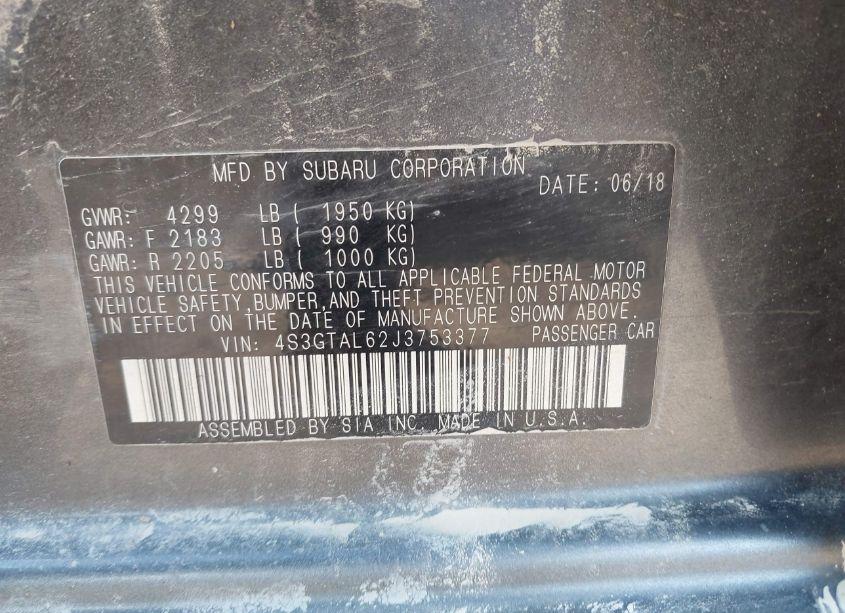 MFD BY SUBARU CORPORATION
DATE: 06/18
GVWR: 4299 LB ( 1950 KG)
GAWR: F 2183 LB ( 990 KG)
GAWR: R 2205 LB ( 1000 KG)
THIS VEHICLE CONFORMS TO ALL APPLICABLE FEDERAL MOTOR
VEHICLE SAFETY,BUMPER,AND THEFT PREVENTION STANDARDS
IN EFFECT ON THE DATE OF MANUFACTURE SHOWN ABOVE.
VIN: 4S3GTAL62J3753377 PASSENGER CAR
ASSEMBLED BY SIA INC. MADE IN U.S.A.